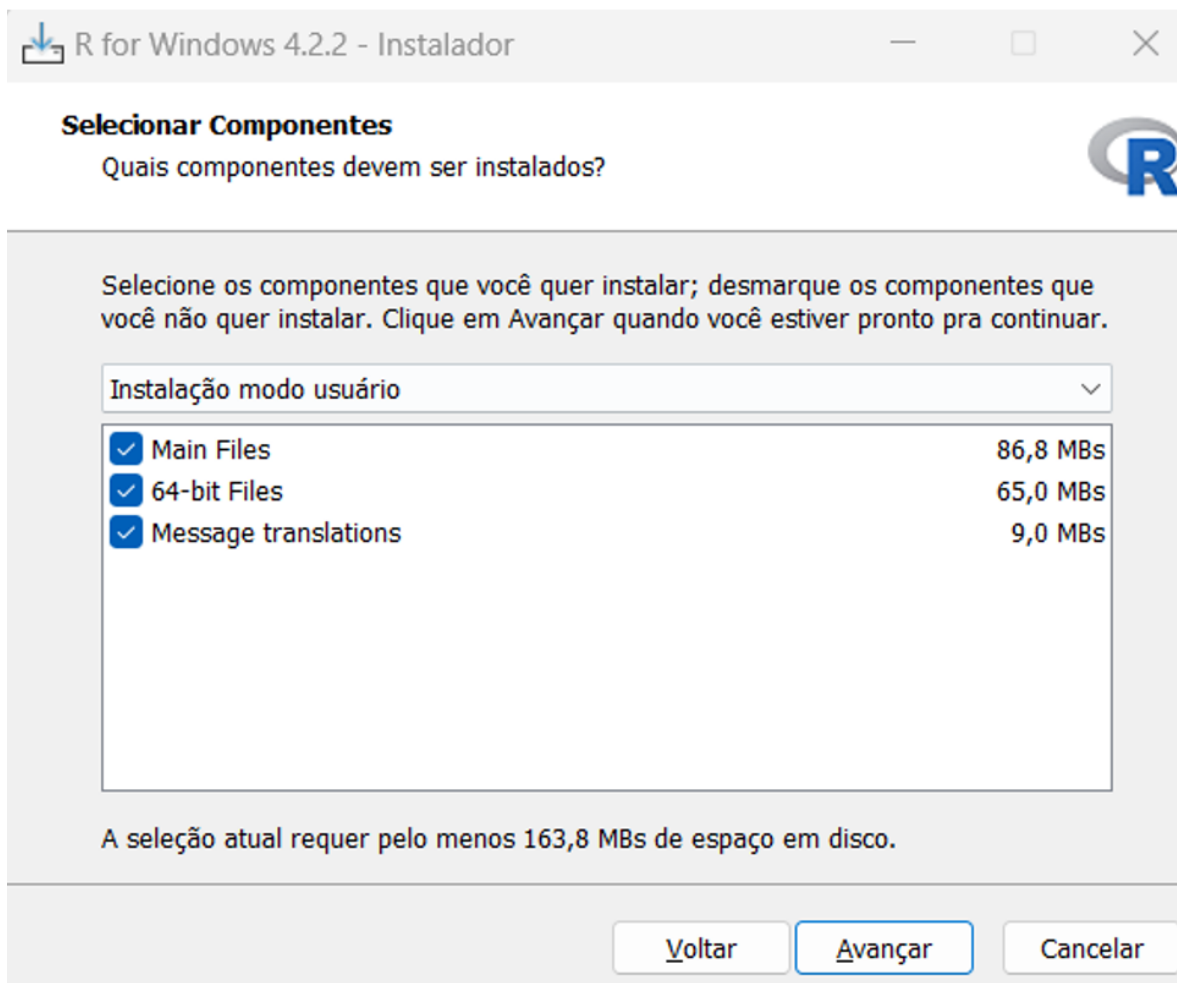 R for Windows 4.2.2 - Instalador
Selecionar Componentes
Quais componentes devem ser instalados?
R
Selecione os componentes que você quer instalar; desmarque os componentes que
você não quer instalar. Clique em Avançar quando você estiver pronto pra continuar.
Instalação modo usuário
Main Files 86,8 MBs
64-bit Files 65,0 MBs
Message translations 9,0 MBs
A seleção atual requer pelo menos 163,8 MBs de espaço em disco.
Voltar Avançar Cancelar